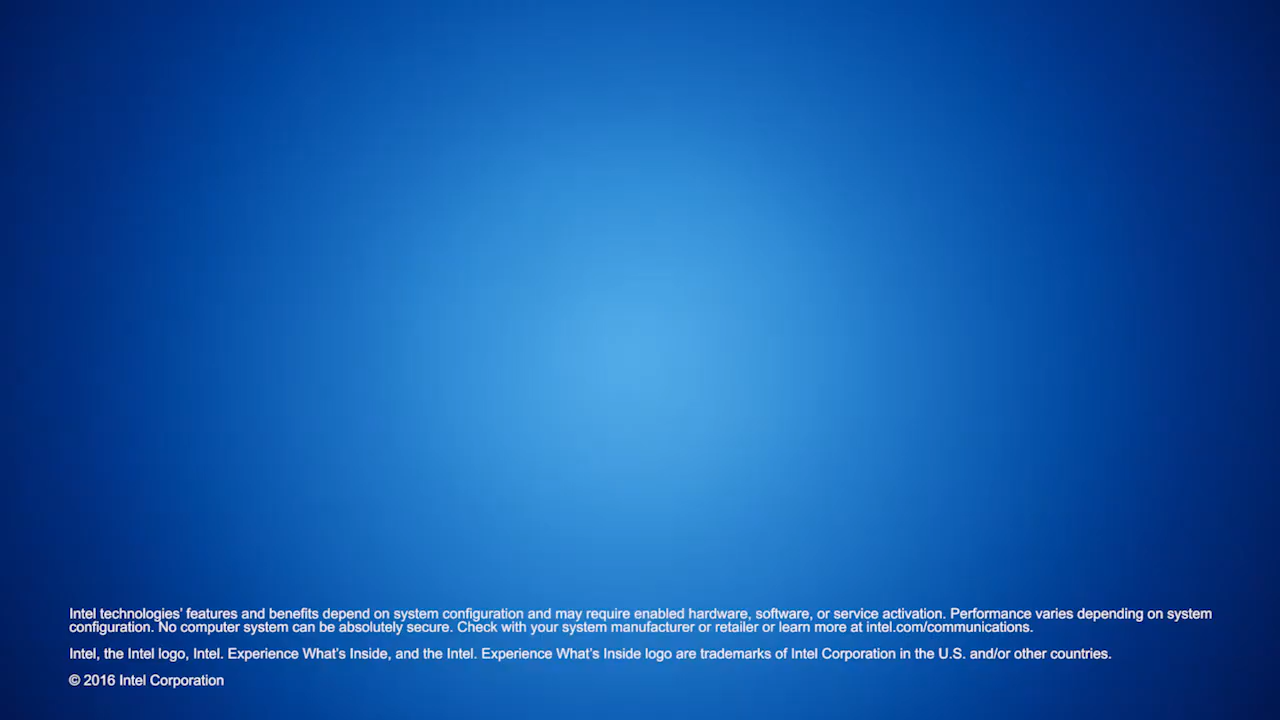 Intel technologies’ features and benefits depend on system configuration and may require enabled hardware, software, or service activation. Performance varies depending on system
configuration. No computer system can be absolutely secure. Check with your system manufacturer or retailer or learn more at intel.com/communications.
Intel, the Intel logo, Intel. Experience What’s Inside, and the Intel. Experience What’s Inside logo are trademarks of Intel Corporation in the U.S. and/or other countries.
© 2016 Intel Corporation